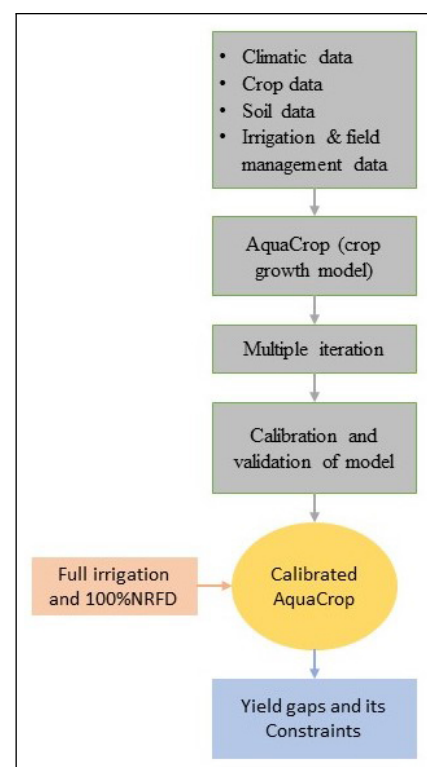 • Climatic data
• Crop data
• Soil data
• Irrigation & field
management data
AquaCrop (crop
growth model)
Multiple iteration
Calibration and
validation of model
Full irrigation
and 100%NRFD
Calibrated
AquaCrop
Yield gaps and its
Constraints